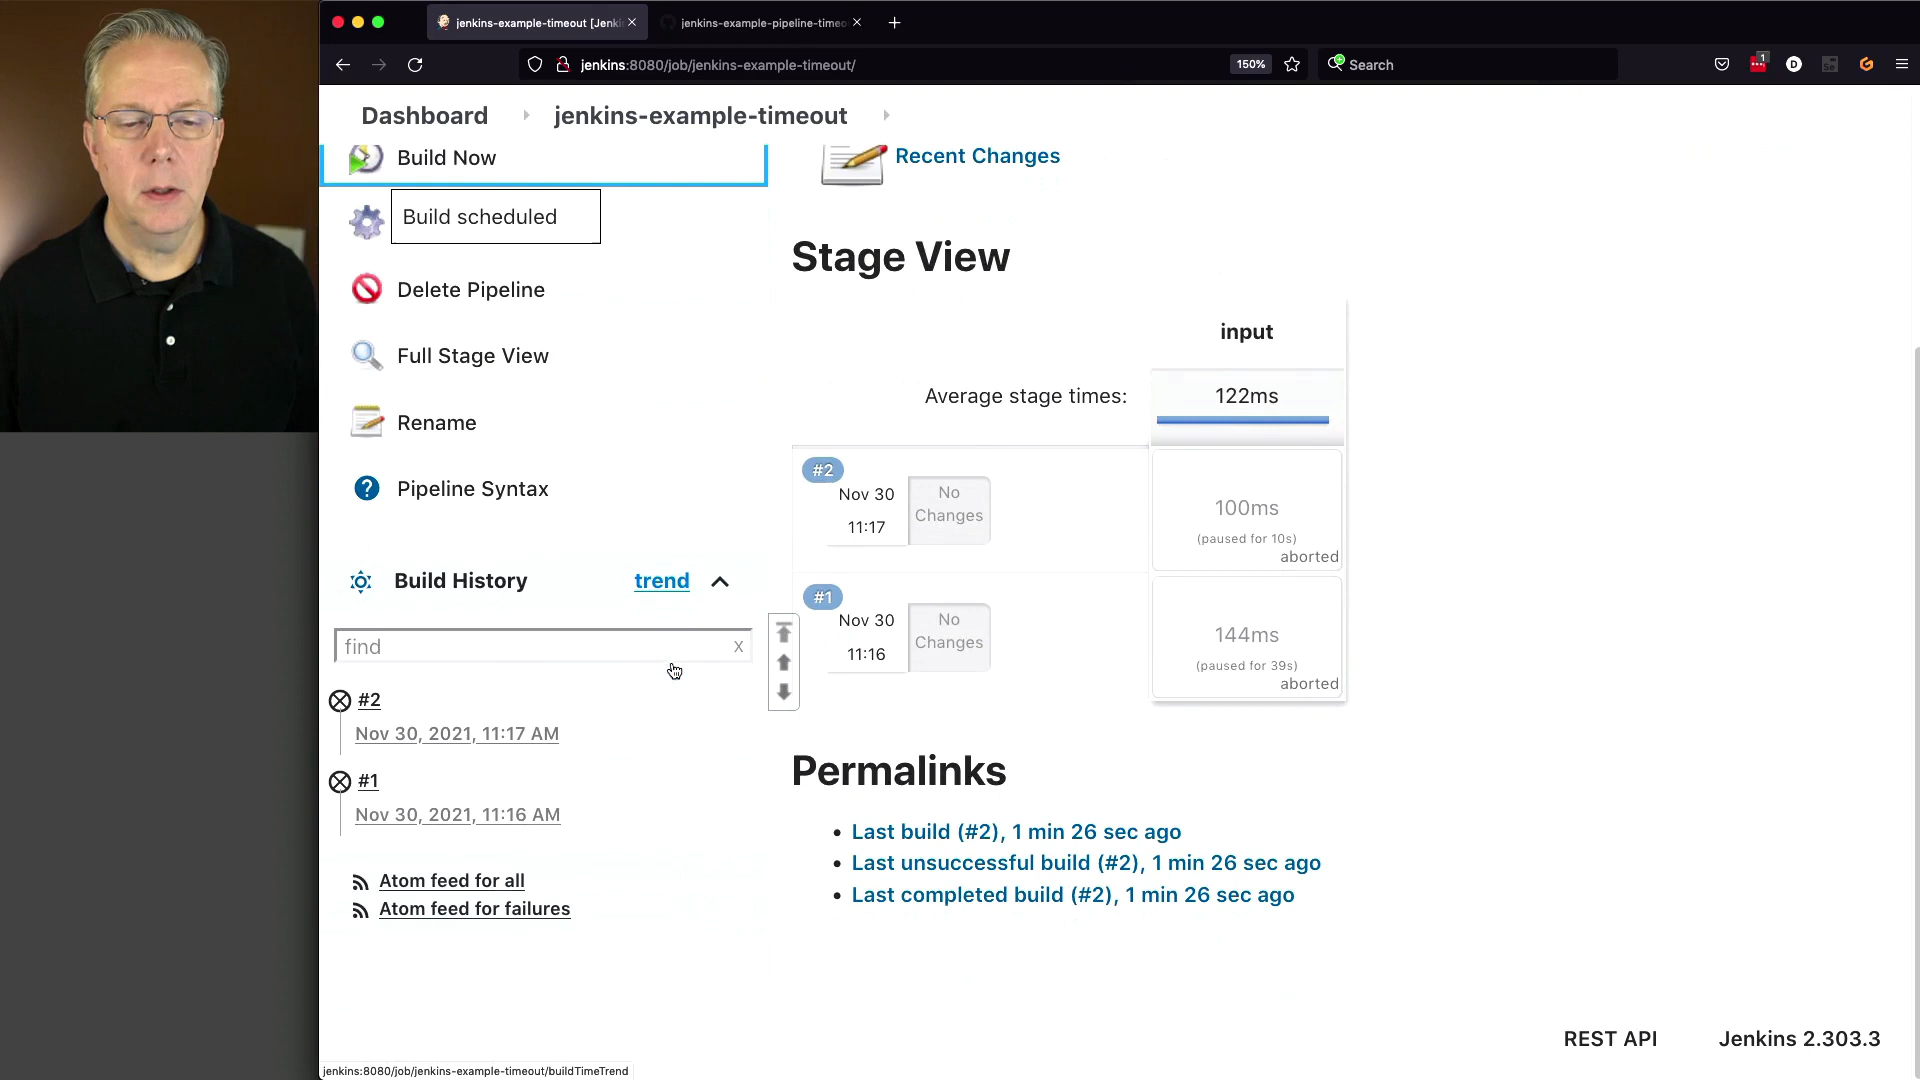 jenkins-example-timeout [Jenki
jenkins-example-pipeline-timeo
jenkins:8080/job/jenkins-example-timeout/
150%
Search
1
D
Dashboard
jenkins-example-timeout
Build Now
Recent Changes
Build scheduled
Stage View
Delete Pipeline
input
Full Stage View
Average stage times:
122ms
Rename
#2
Nov 30
11:17
No
Changes
100ms
(paused for 10s)
aborted
Pipeline Syntax
Build History
trend
#1
Nov 30
11:16
No
Changes
144ms
(paused for 39s)
aborted
find
x
#2
Nov 30, 2021, 11:17 AM
#1
Nov 30, 2021, 11:16 AM
Permalinks
Last build (#2), 1 min 26 sec ago
Last unsuccessful build (#2), 1 min 26 sec ago
Last completed build (#2), 1 min 26 sec ago
Atom feed for all
Atom feed for failures
REST API
Jenkins 2.303.3
jenkins:8080/job/jenkins-example-timeout/buildTimeTrend